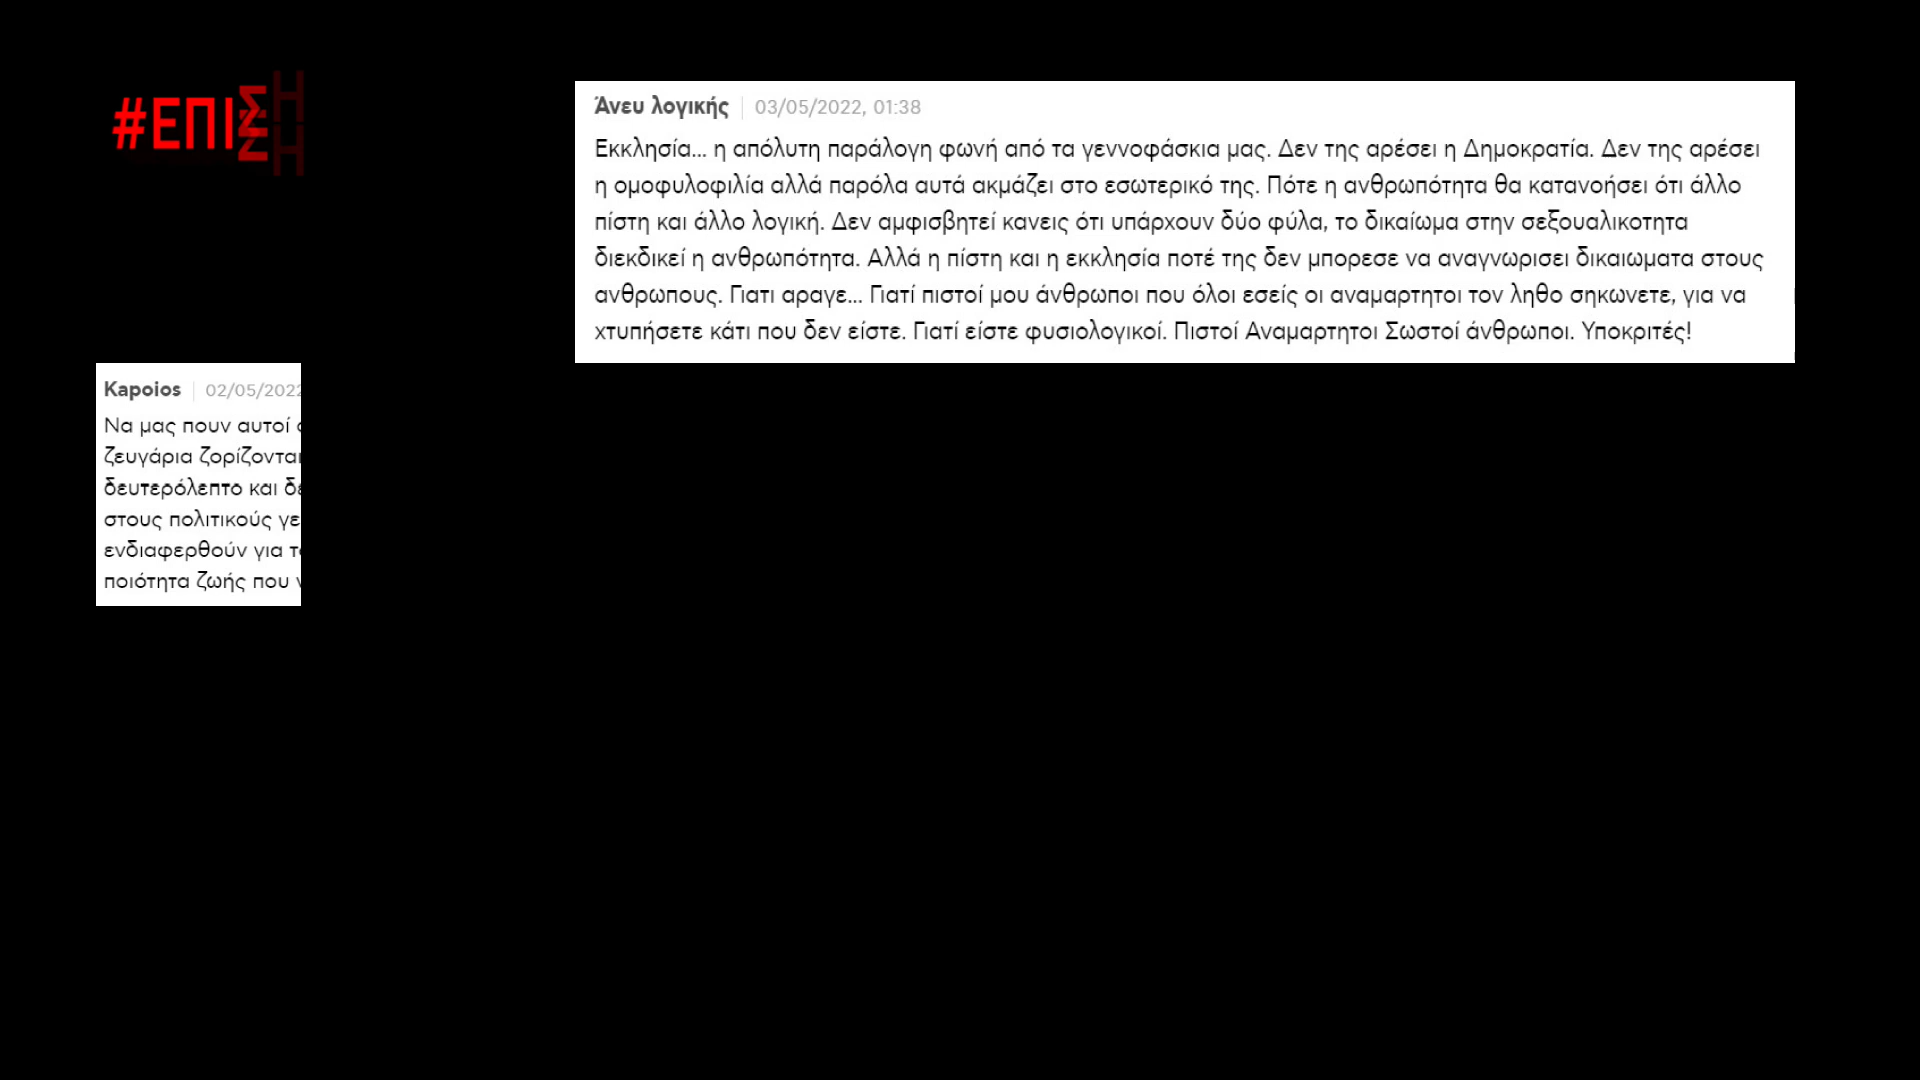 #ΕΠΙΣ
Άνευ λογικής 03/05/2022, 01:38
Εκκλησία... η απόλυτη παράλογη φωνή από τα γεννοφάσκια μας. Δεν της αρέσει η Δημοκρατία. Δεν της αρέσει
η ομοφυλοφιλία αλλά παρόλα αυτά ακμάζει στο εσωτερικό της. Πότε η ανθρωπότητα θα κατανοήσει ότι άλλο
πίστη και άλλο λογική. Δεν αμφισβητεί κανεις ότι υπάρχουν δύο φύλα, το δικαίωμα στην σεξουαλικοτητα
διεκδικεί η ανθρωπότητα. Αλλά η πίστη και η εκκλησία ποτέ της δεν μπορεσε να αναγνωρισει δικαιωματα στους
ανθρωπους. Γιατι αραγε... Γιατί πιστοί μου άνθρωποι που όλοι εσείς οι αναμαρτητοι τον ληθο σηκωνετε, για να
χτυπήσετε κάτι που δεν είστε. Γιατί είστε φυσιολογικοί. Πιστοί Αναμαρτητοι Σωστοί άνθρωποι. Υποκριτές!
Kapoios 02/05/2022
Να μας πουν αυτοί
ζευγάρια ζορίζονται
δευτερόλεπτο και δε
στους πολιτικούς γε
ενδιαφερθούν για
ποιότητα ζωής που